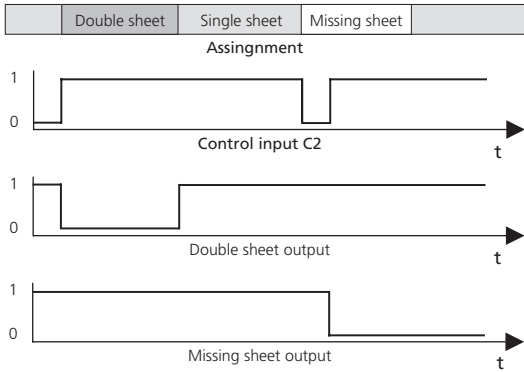 Double sheet Single sheet Missing sheet
Assingnment
1
0
Control input C2
t
1
0
Double sheet output
t
1
0
Missing sheet output
t